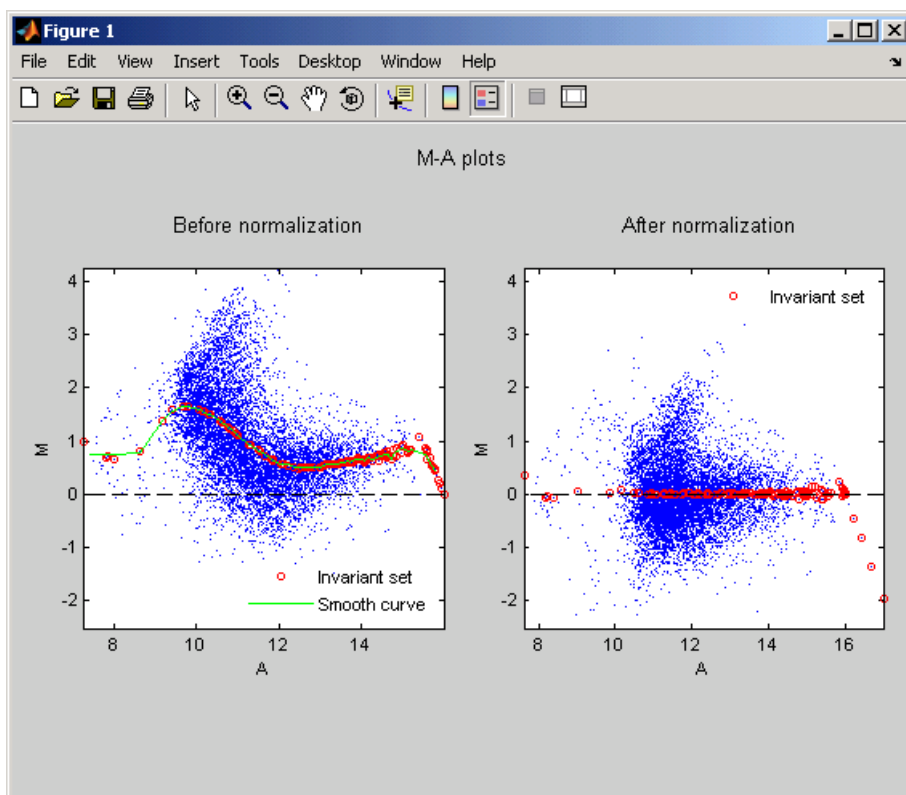 Figure 1
File Edit View Insert Tools Desktop Window Help
M-A plots
Before normalization
4
3
2
1
0
-1
-2
M
8 10 12 14
A
Invariant set
Smooth curve
After normalization
4
3
2
1
0
-1
-2
M
8 10 12 14 16
A
Invariant set